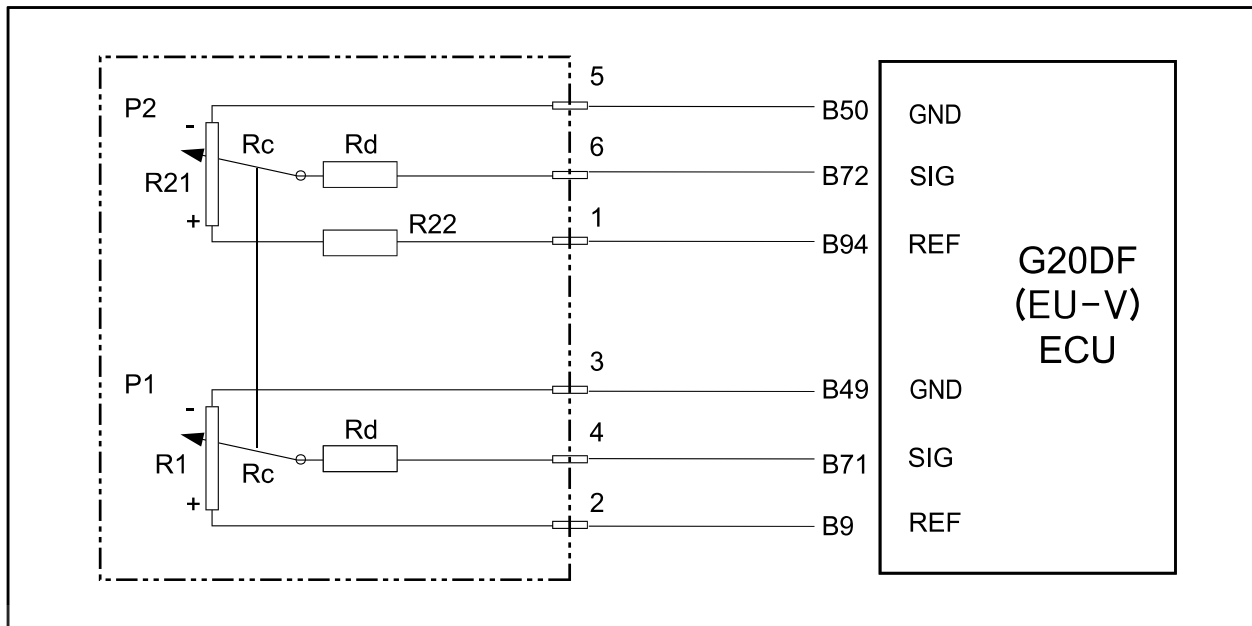 5
P2
B50
GND
-
Rc
Rd
6
B72
SIG
R21
+
R22
1
B94
REF
G20DF
(EU-V)
ECU
3
P1
B49
GND
-
Rd
4
R1
Rc
B71
SIG
+
2
B9
REF